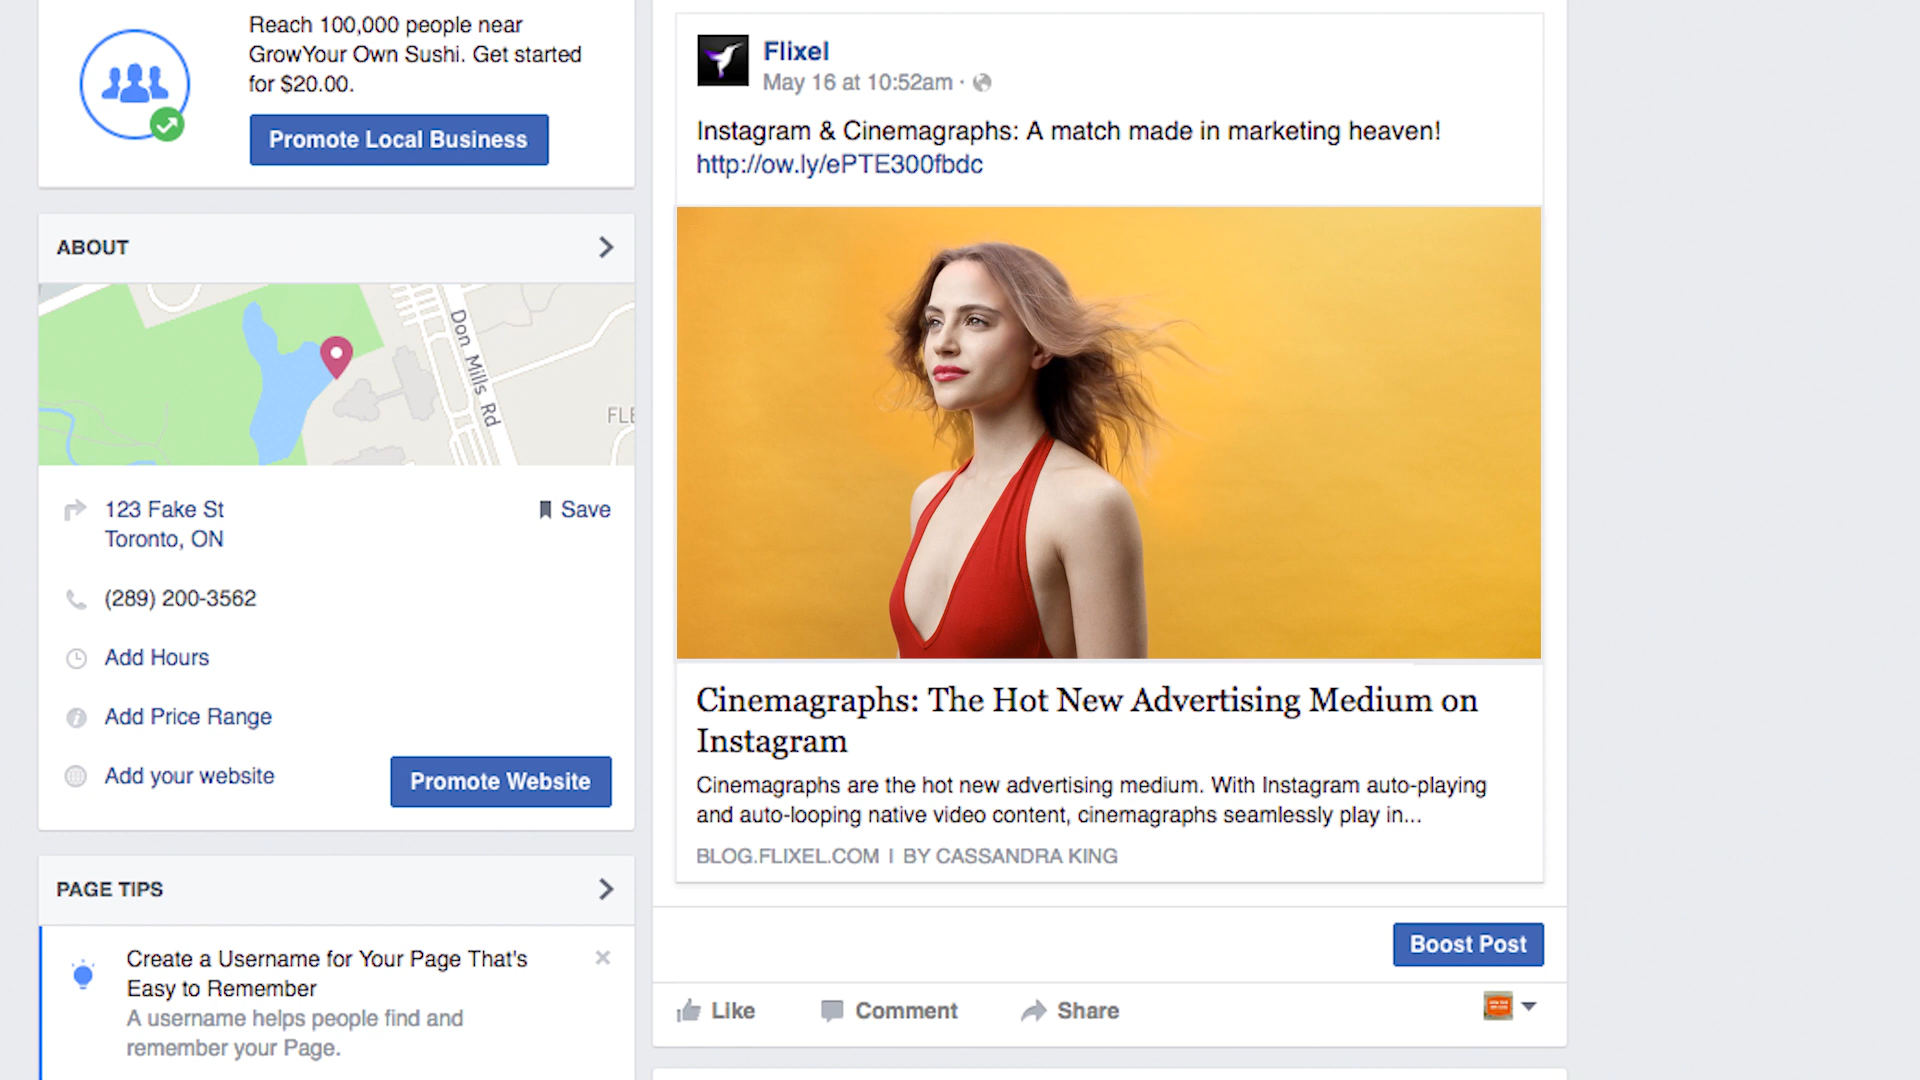 Reach 100,000 people near
GrowYour Own Sushi. Get started
for $20.00.
Promote Local Business
ABOUT
Don Mills Rd
FLE
123 Fake St
Save
Toronto, ON
(289) 200-3562
Add Hours
Add Price Range
Add your website
Promote Website
PAGE TIPS
Create a Username for Your Page That's
Easy to Remember
A username helps people find and
remember your Page.
Flixel
May 16 at 10:52am ·
Instagram & Cinemagraphs: A match made in marketing heaven!
http://ow.ly/ePTE300fbdc
Cinemagraphs: The Hot New Advertising Medium on
Instagram
Cinemagraphs are the hot new advertising medium. With Instagram auto-playing
and auto-looping native video content, cinemagraphs seamlessly play in...
BLOG.FLIXEL.COM | BY CASSANDRA KING
Boost Post
Like
Comment
Share